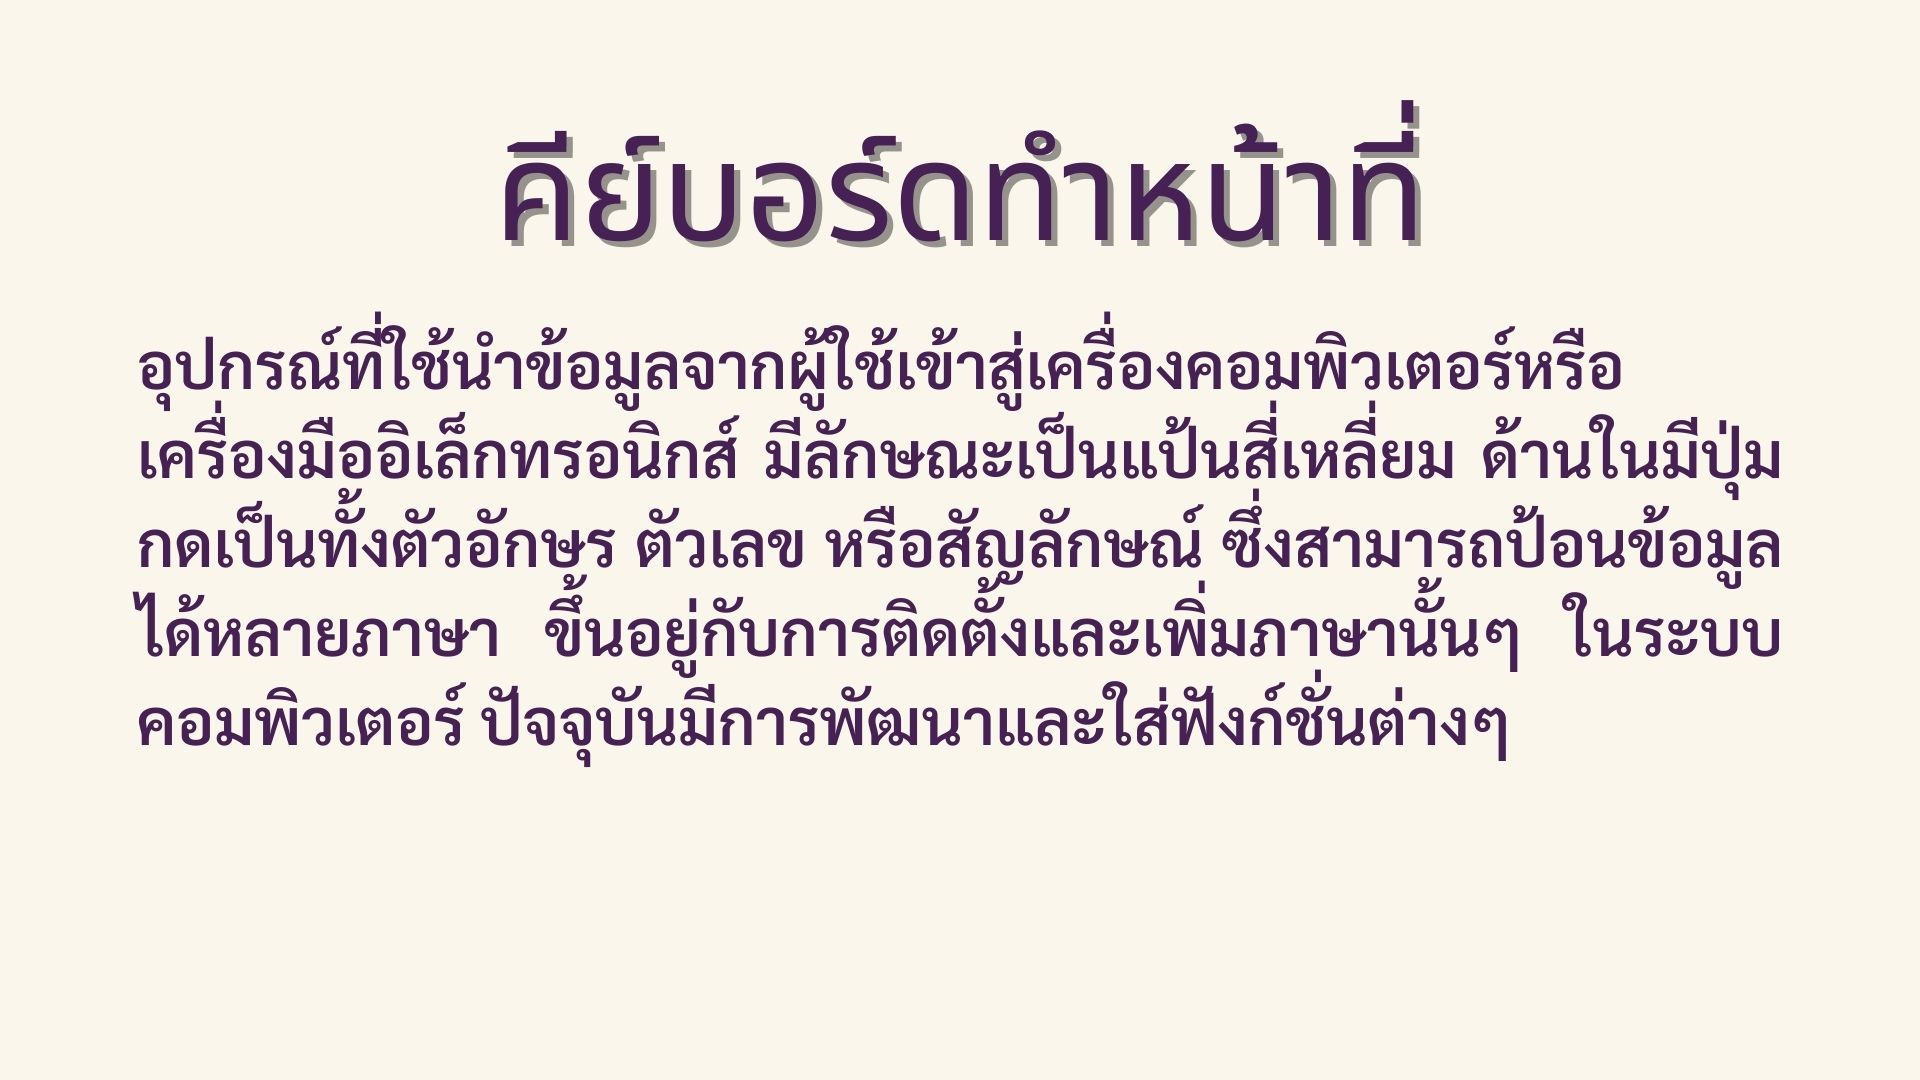 คีย์บอร์ดทำหน้าที่
อุปกรณ์ที่ใช้นำข้อมูลจากผู้ใช้เข้าสู่เครื่องคอมพิวเตอร์หรือ
เครื่องมืออิเล็กทรอนิกส์ มีลักษณะเป็นแป้นสี่เหลี่ยม ด้านในมีปุ่ม
กดเป็นทั้งตัวอักษร ตัวเลข หรือสัญลักษณ์ ซึ่งสามารถป้อนข้อมูล
ได้หลายภาษา ขึ้นอยู่กับการติดตั้งและเพิ่มภาษานั้นๆ ในระบบ
คอมพิวเตอร์ ปัจจุบันมีการพัฒนาและใส่ฟังก์ชั่นต่างๆ